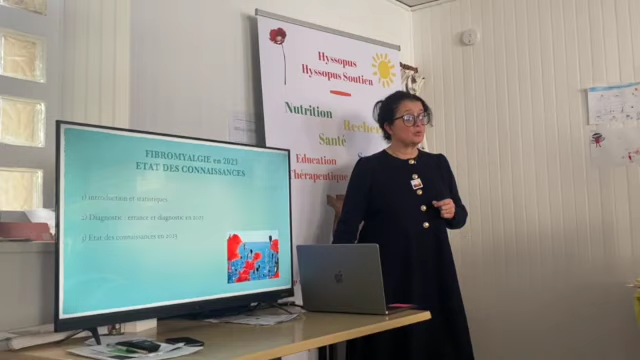 Hyssopus
Hyssopus Soutien
Nutrition
Santé
Education
Thérapeutique
FIBROMYALGIE en 2023
ETAT DES CONNAISSANCES
1) Introduction et statistiques
2) Diagnostic : errance et diagnostic en 2023
3) Etat des connaissances en 2023